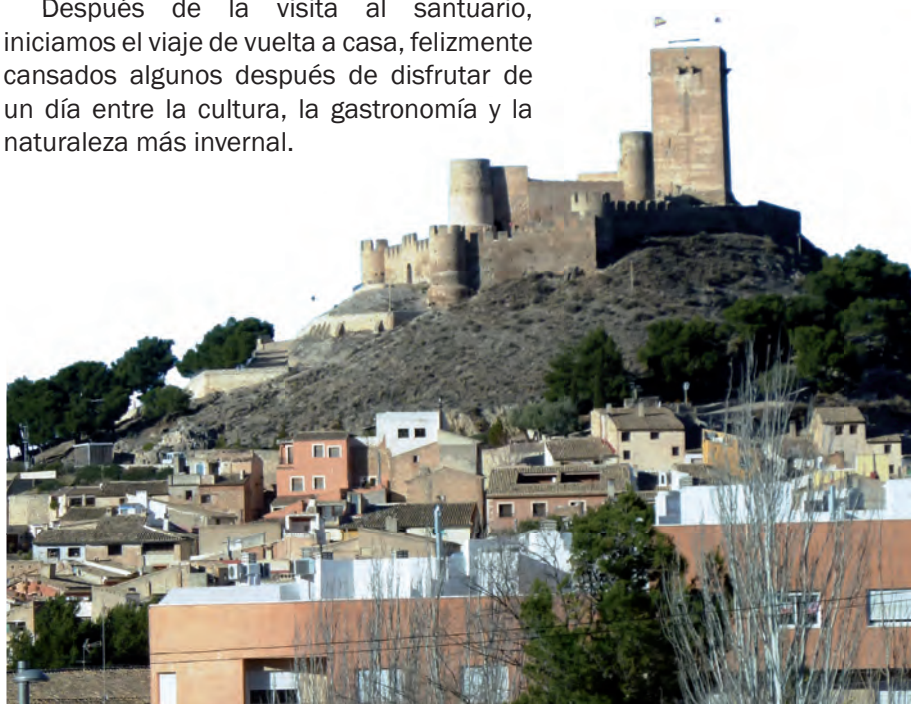 Después de la visita al santuario,
iniciamos el viaje de vuelta a casa, felizmente
cansados algunos después de disfrutar de
un día entre la cultura, la gastronomía y la
naturaleza más invernal.